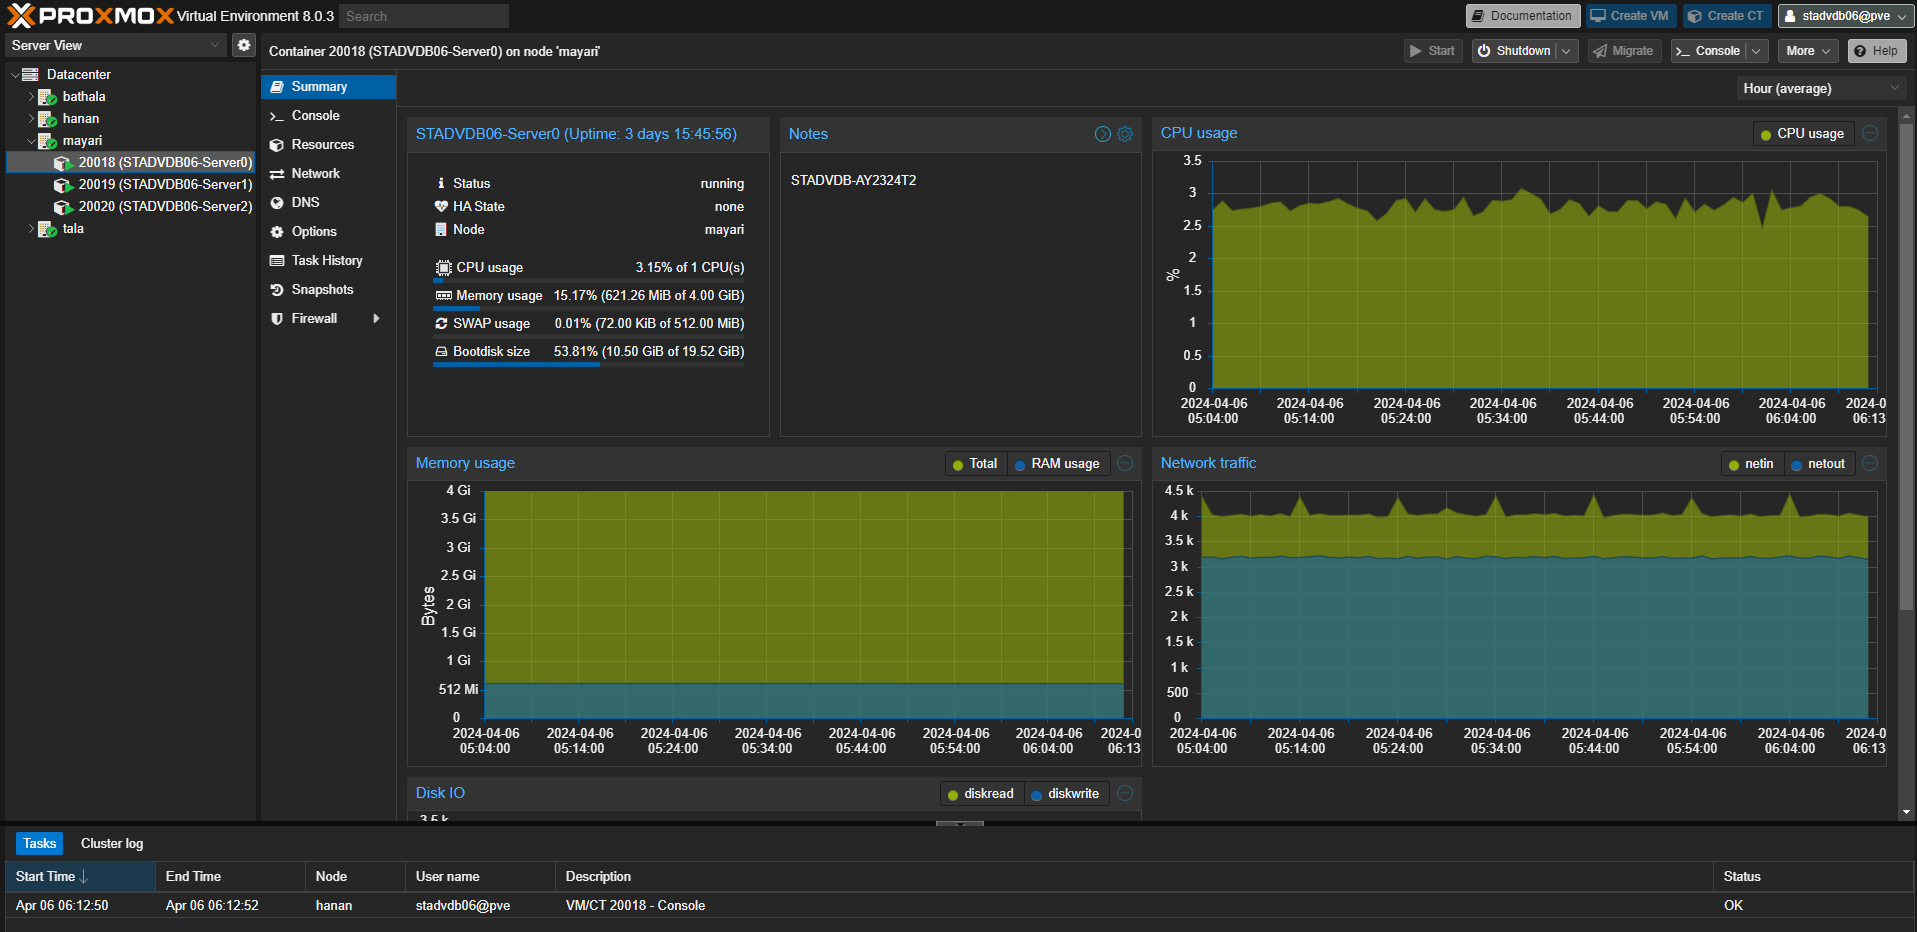 PROXMOX Virtual Environment 8.0.3 Search Documentation Create VM Create CT stadvdb06@pve
Server View
Datacenter
bathala
hanan
mayari
20018 (STADVDB06-Server0)
20019 (STADVDB06-Server1)
20020 (STADVDB06-Server2)
tala
Container 20018 (STADVDB06-Server0) on node 'mayari' Start Shutdown Migrate >_ Console More Help
Summary
>_ Console
Resources
Network
DNS
Options
Task History
Snapshots
Firewall
Hour (average)
STADVDB06-Server0 (Uptime: 3 days 15:45:56)
Status running
HA State none
Node mayari
CPU usage 3.15% of 1 CPU(s)
Memory usage 15.17% (621.26 MiB of 4.00 GiB)
SWAP usage 0.01% (72.00 KiB of 512.00 MiB)
Bootdisk size 53.81% (10.50 GiB of 19.52 GiB)
Notes
STADVDB-AY2324T2
CPU usage CPU usage
3.5
3
2.5
2
%
1.5
1
0.5
0
2024-04-06 2024-04-06 2024-04-06 2024-04-06 2024-04-06 2024-04-06 2024-04-06 2024-0
05:04:00 05:14:00 05:24:00 05:34:00 05:44:00 05:54:00 06:04:00 06:13
Memory usage Total RAM usage
4 Gi
3.5 Gi
3 Gi
2.5 Gi
Bytes
2 Gi
1.5 Gi
1 Gi
512 Mi
0
2024-04-06 2024-04-06 2024-04-06 2024-04-06 2024-04-06 2024-04-06 2024-04-06 2024-0
05:04:00 05:14:00 05:24:00 05:34:00 05:44:00 05:54:00 06:04:00 06:13
Network traffic netin netout
4.5 k
4 k
3.5 k
3 k
2.5 k
2 k
1.5 k
1 k
500
0
2024-04-06 2024-04-06 2024-04-06 2024-04-06 2024-04-06 2024-04-06 2024-04-06 2024-0
05:04:00 05:14:00 05:24:00 05:34:00 05:44:00 05:54:00 06:04:00 06:13
Disk IO diskread diskwrite
3.5 k
Tasks Cluster log
Start Time End Time Node User name Description Status
Apr 06 06:12:50 Apr 06 06:12:52 hanan stadvdb06@pve VM/CT 20018 - Console OK